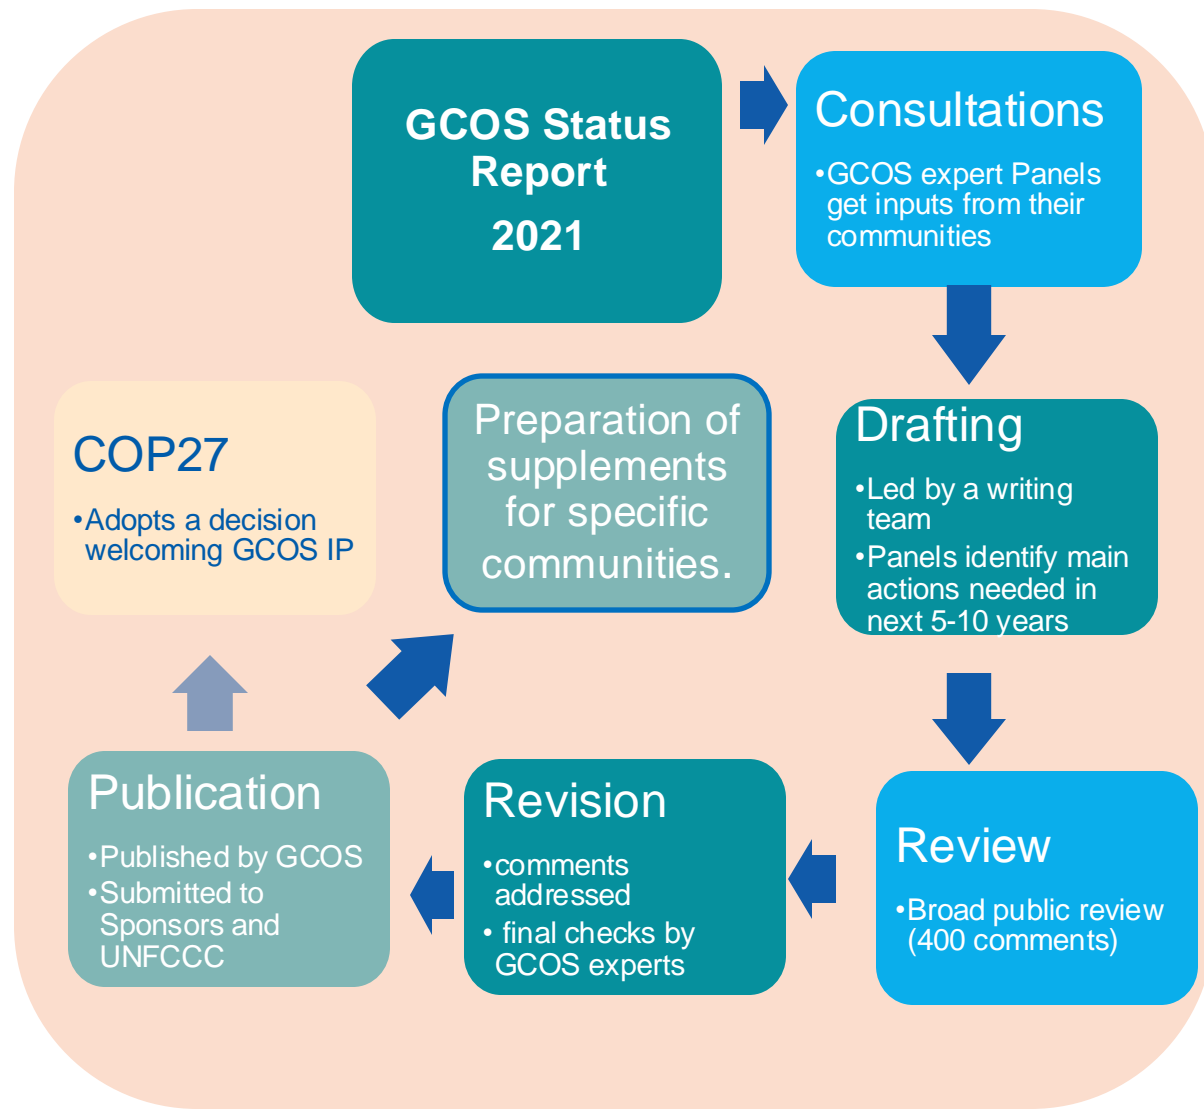 GCOS Status
Report
2021
Consultations
•GCOS expert Panels
get inputs from their
communities
Drafting
•Led by a writing
team
•Panels identify main
actions needed in
next 5-10 years
Review
•Broad public review
(400 comments)
Revision
•comments
addressed
• final checks by
GCOS experts
Publication
•Published by GCOS
•Submitted to
Sponsors and
UNFCCC
COP27
•Adopts a decision
welcoming GCOS IP
Preparation of
supplements
for specific
communities.